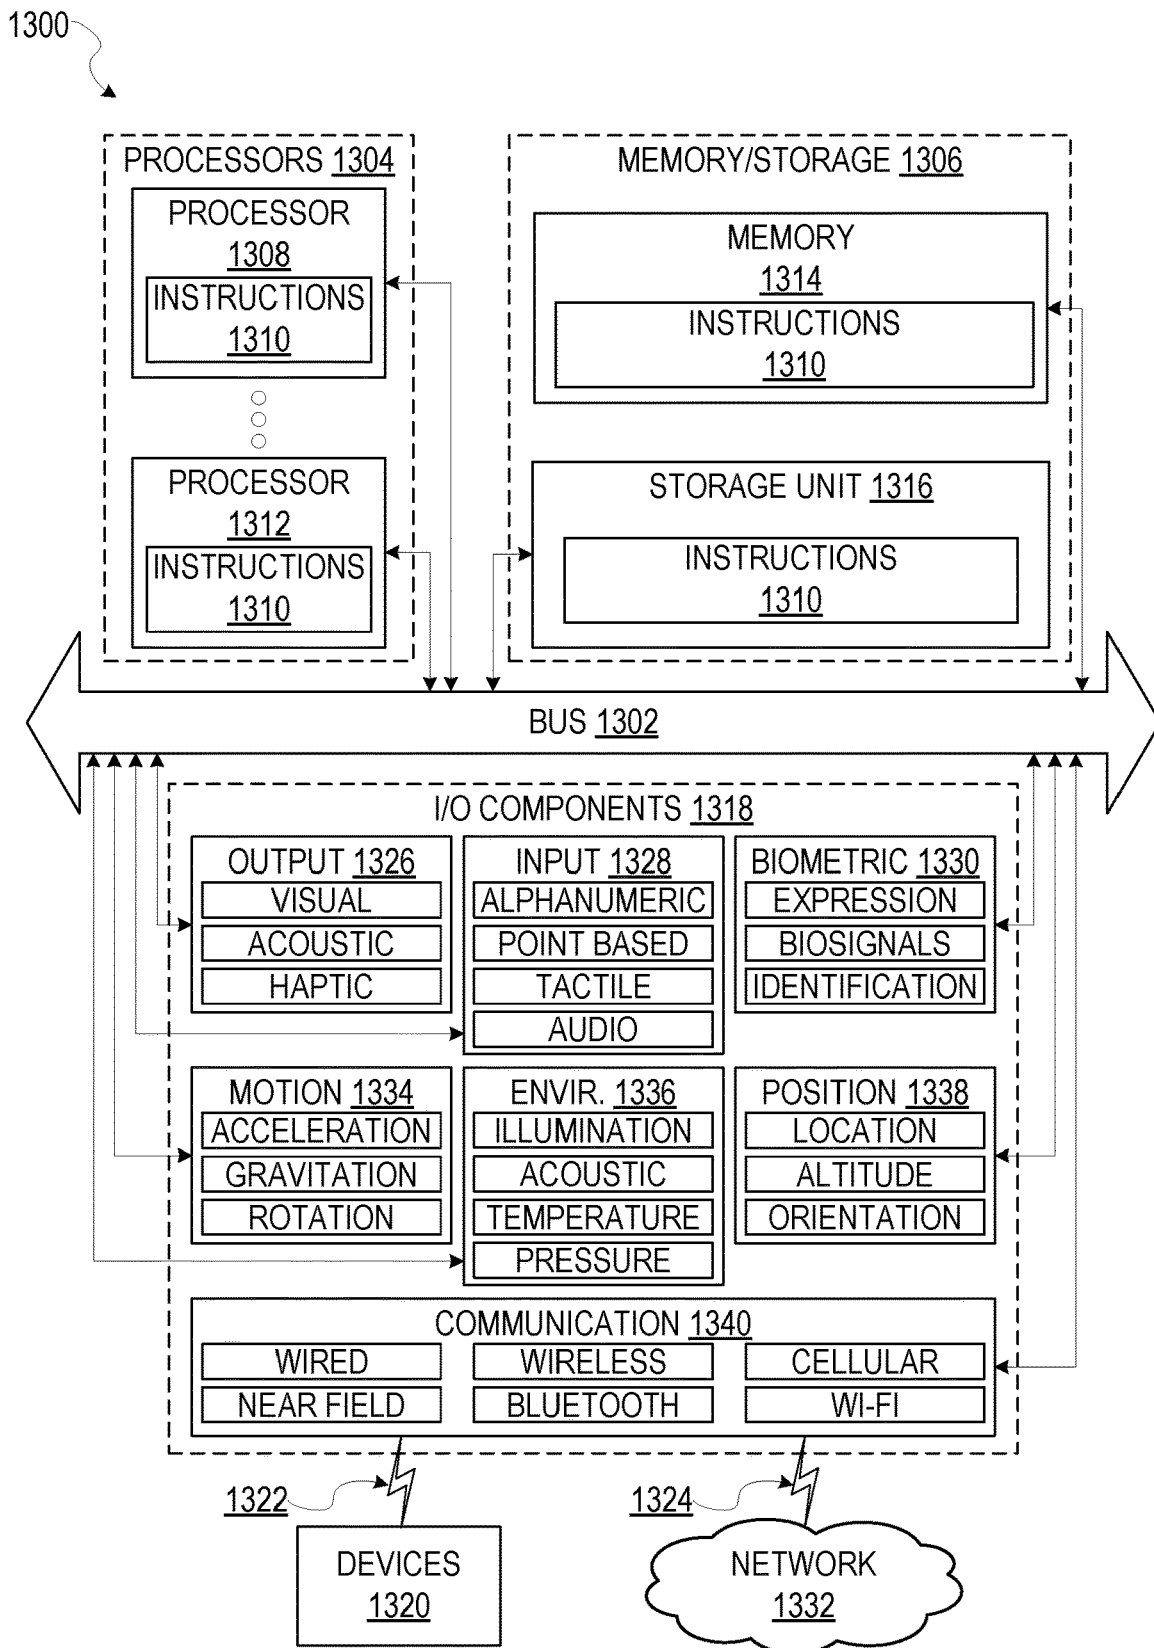 1300
PROCESSORS 1304
PROCESSOR
1308
INSTRUCTIONS
1310
PROCESSOR
1312
INSTRUCTIONS
1310
MEMORY/STORAGE 1306
MEMORY
1314
INSTRUCTIONS
1310
STORAGE UNIT 1316
INSTRUCTIONS
1310
BUS 1302
I/O COMPONENTS 1318
OUTPUT 1326
VISUAL
ACOUSTIC
HAPTIC
INPUT 1328
ALPHANUMERIC
POINT BASED
TACTILE
AUDIO
BIOMETRIC 1330
EXPRESSION
BIOSIGNALS
IDENTIFICATION
MOTION 1334
ACCELERATION
GRAVITATION
ROTATION
ENVIR. 1336
ILLUMINATION
ACOUSTIC
TEMPERATURE
PRESSURE
POSITION 1338
LOCATION
ALTITUDE
ORIENTATION
COMMUNICATION 1340
WIRED
WIRELESS
CELLULAR
NEAR FIELD
BLUETOOTH
WI-FI
1322
1324
DEVICES
1320
NETWORK
1332